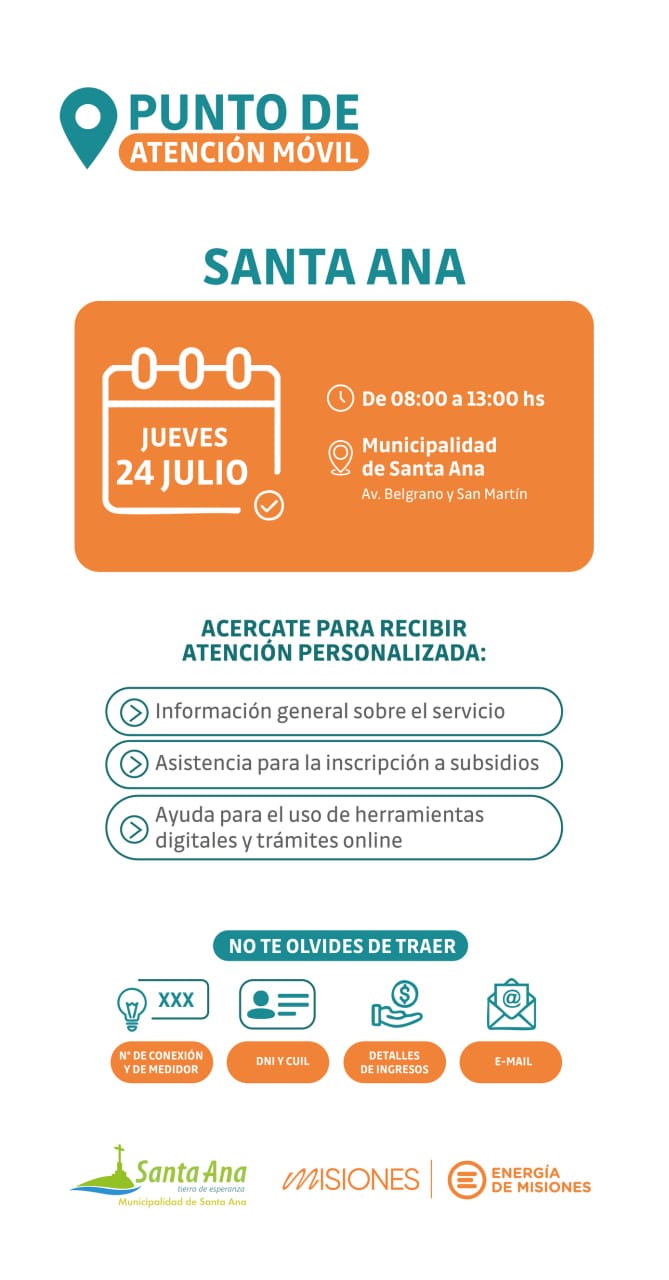 PUNTO DE
ATENCIÓN MÓVIL
SANTA ANA
JUEVES
24 JULIO
De 08:00 a 13:00 hs
Municipalidad
de Santa Ana
Av. Belgrano y San Martín
ACERCATE PARA RECIBIR
ATENCIÓN PERSONALIZADA:
Información general sobre el servicio
Asistencia para la inscripción a subsidios
Ayuda para el uso de herramientas
digitales y trámites online
NO TE OLVIDES DE TRAER
XXX
$
@
N° DE CONEXIÓN
Y DE MEDIDOR
DNI Y CUIL
DETALLES
DE INGRESOS
E-MAIL
Santa Ana
tierra de esperanza
Municipalidad de Santa Ana
MISIONES
ENERGÍA
DE MISIONES